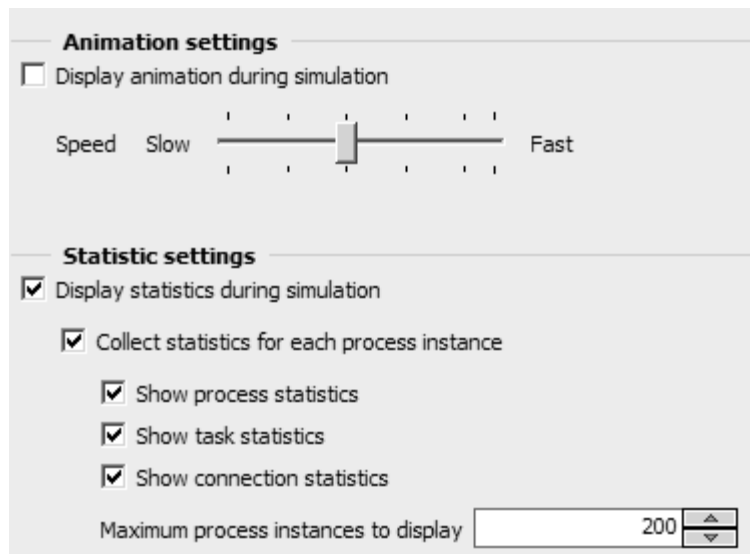 Animation settings
Display animation during simulation
Speed Slow Fast
Statistic settings
Display statistics during simulation
Collect statistics for each process instance
Show process statistics
Show task statistics
Show connection statistics
Maximum process instances to display 200